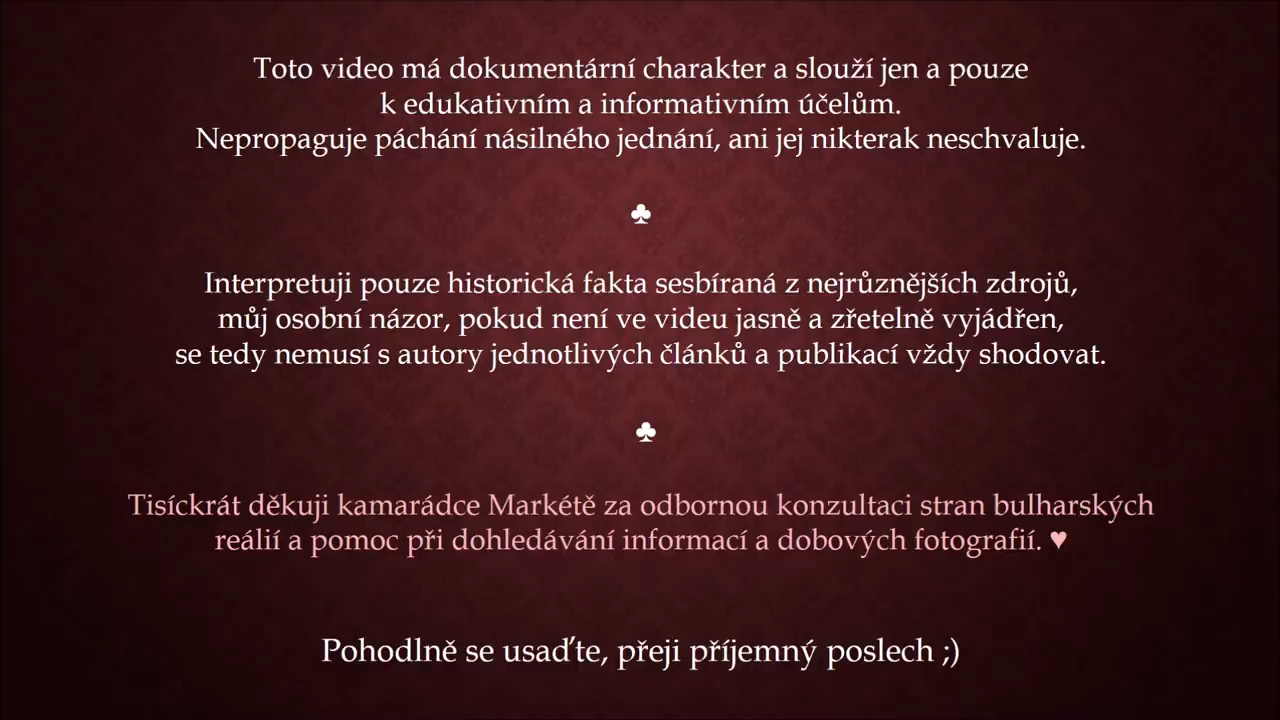 Toto video má dokumentární charakter a slouží jen a pouze
k edukativním a informativním účelům.
Nepropaguje páchání násilného jednání, ani jej nikterak neschvaluje.
♣
Interpretuji pouze historická fakta sesbíraná z nejrůznějších zdrojů,
můj osobní názor, pokud není ve videu jasně a zřetelně vyjádřen,
se tedy nemusí s autory jednotlivých článků a publikací vždy shodovat.
♣
Tisíckrát děkuji kamarádce Markétě za odbornou konzultaci stran bulharských
reálií a pomoc při dohledávání informací a dobových fotografií. ♥
Pohodlně se usaďte, přeji příjemný poslech ;)